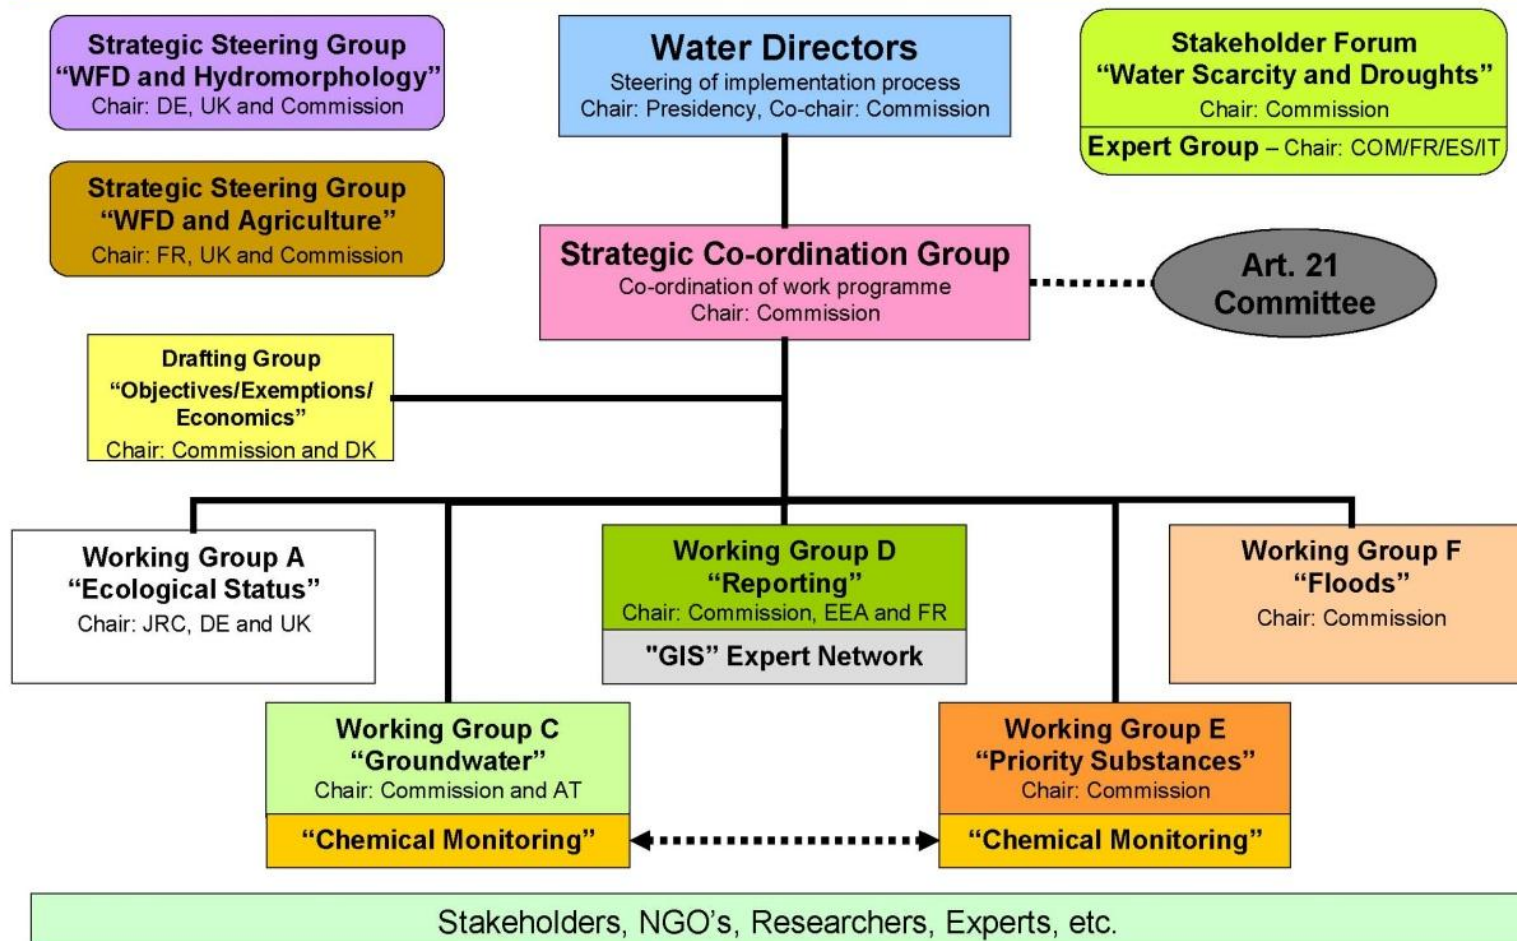 Strategic Steering Group
“WFD and Hydromorphology”
Chair: DE, UK and Commission
Water Directors
Steering of implementation process
Chair: Presidency, Co-chair: Commission
Stakeholder Forum
“Water Scarcity and Droughts”
Chair: Commission
Expert Group – Chair: COM/FR/ES/IT
Strategic Steering Group
“WFD and Agriculture”
Chair: FR, UK and Commission
Strategic Co-ordination Group
Co-ordination of work programme
Chair: Commission
Art. 21
Committee
Drafting Group
“Objectives/Exemptions/
Economics”
Chair: Commission and DK
Working Group A
“Ecological Status”
Chair: JRC, DE and UK
Working Group D
“Reporting”
Chair: Commission, EEA and FR
"GIS” Expert Network
Working Group F
“Floods”
Chair: Commission
Working Group C
“Groundwater”
Chair: Commission and AT
“Chemical Monitoring”
Working Group E
“Priority Substances”
Chair: Commission
“Chemical Monitoring”
Stakeholders, NGO’s, Researchers, Experts, etc.